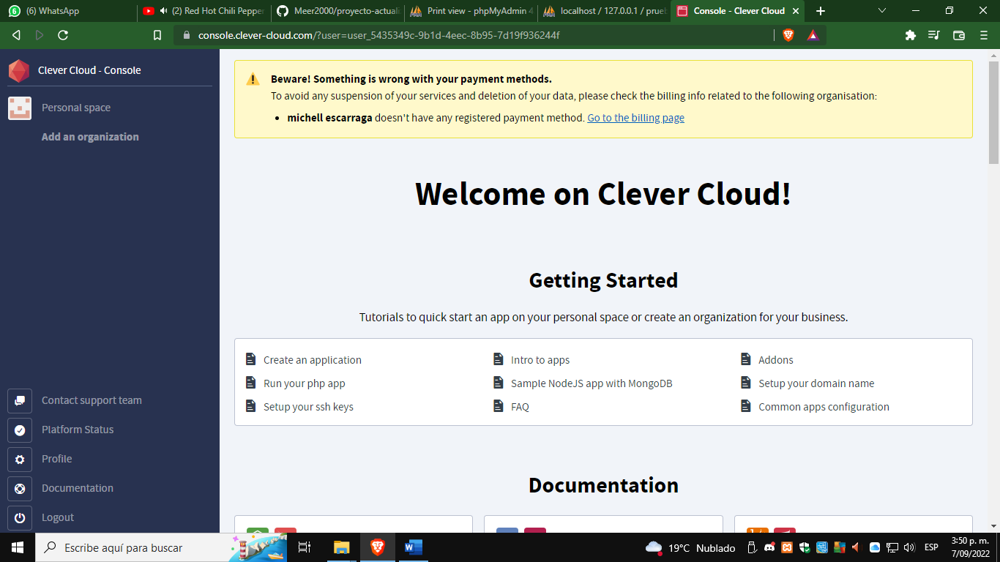 (6) WhatsApp
(2) Red Hot Chili Pepper
Meer2000/proyecto-actuali
Print view - phpMyAdmin 4
localhost / 127.0.0.1 / prueb
Console - Clever Cloud
console.clever-cloud.com/?user=user_5435349c-9b1d-4eec-8b95-7d19f936244f
Clever Cloud - Console
Personal space
Add an organization
Contact support team
Platform Status
Profile
Documentation
Logout
Beware! Something is wrong with your payment methods.
To avoid any suspension of your services and deletion of your data, please check the billing info related to the following organisation:
• michell escarraga doesn't have any registered payment method. Go to the billing page
Welcome on Clever Cloud!
Getting Started
Tutorials to quick start an app on your personal space or create an organization for your business.
Create an application
Intro to apps
Addons
Run your php app
Sample NodeJS app with MongoDB
Setup your domain name
Setup your ssh keys
FAQ
Common apps configuration
Documentation
Escribe aquí para buscar
19°C Nublado
ESP
3:50 p. m.
7/09/2022